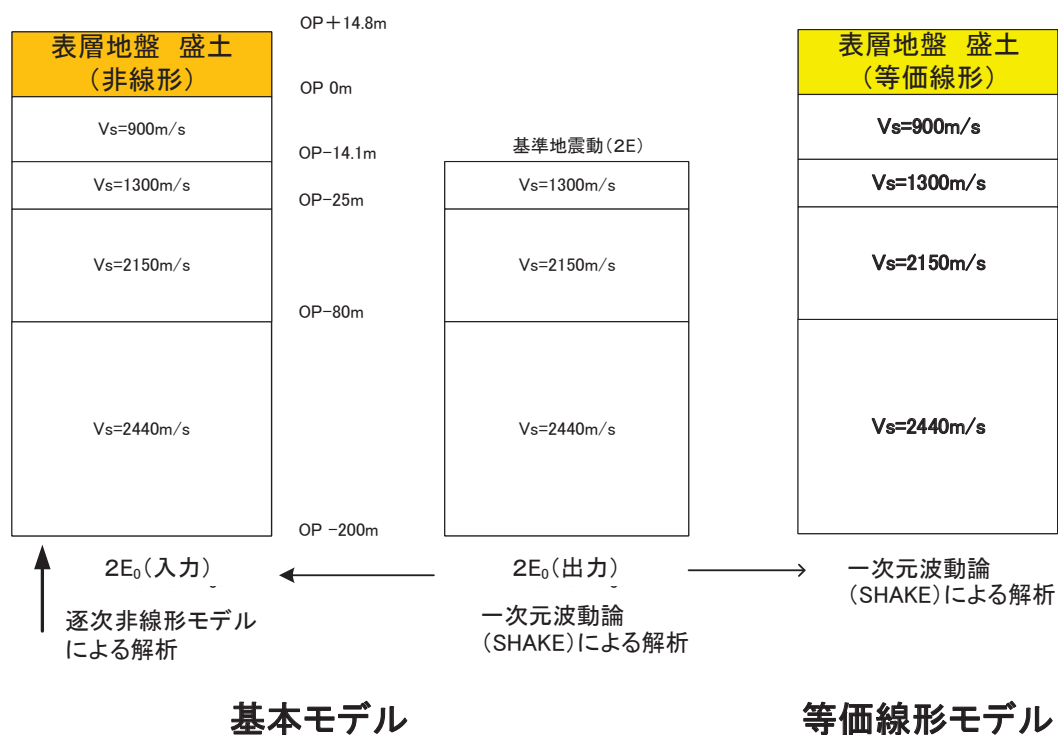 表層地盤 盛土
（非線形）
Vs=900m/s
Vs=1300m/s
Vs=2150m/s
Vs=2440m/s
2E₀（入力）
逐次非線形モデル
による解析
OP＋14.8m
OP 0m
OP-14.1m
OP-25m
OP-80m
OP -200m
基準地震動（2E）
Vs=1300m/s
Vs=2150m/s
Vs=2440m/s
2E₀（出力）
一次元波動論
（SHAKE）による解析
基本モデル
表層地盤 盛土
（等価線形）
Vs=900m/s
Vs=1300m/s
Vs=2150m/s
Vs=2440m/s
一次元波動論
（SHAKE）による解析
等価線形モデル